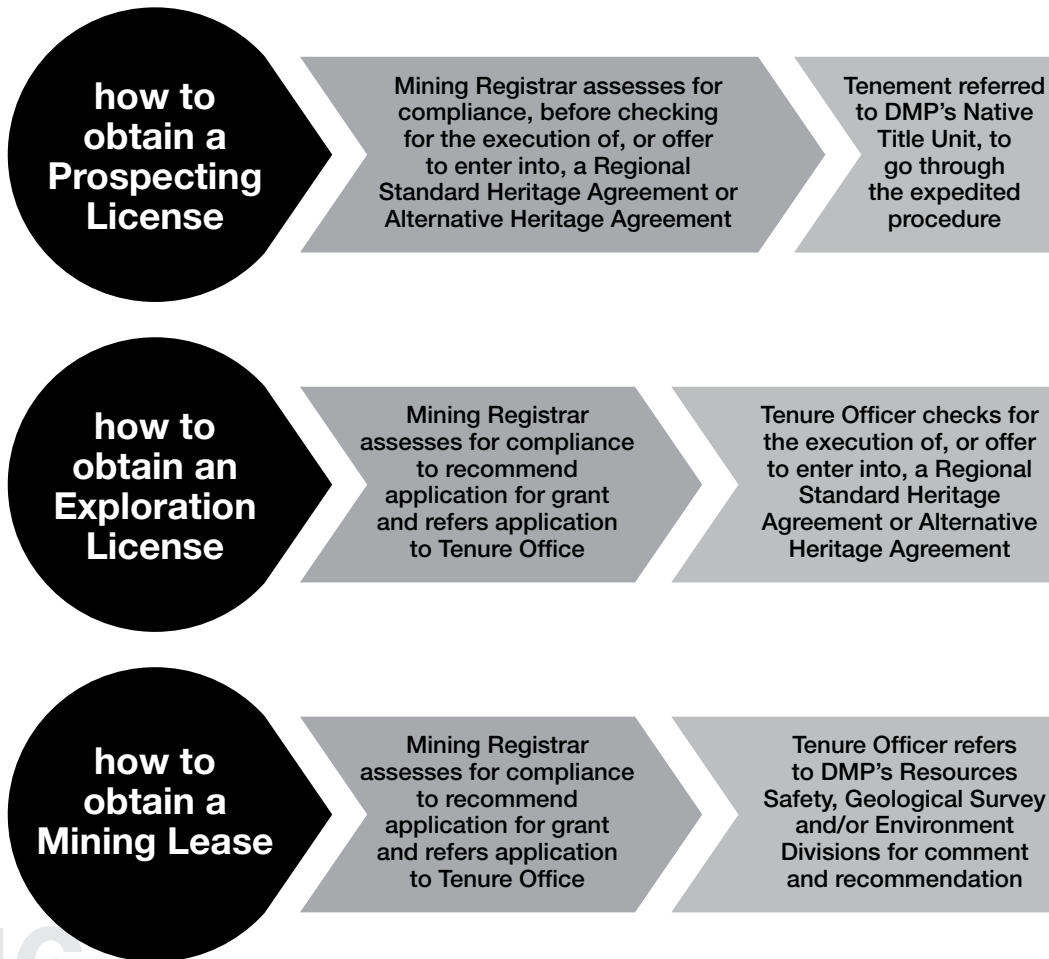 how to
obtain a
Prospecting
License
Mining Registrar assesses for
compliance, before checking
for the execution of, or offer
to enter into, a Regional
Standard Heritage Agreement or
Alternative Heritage Agreement
Tenement referred
to DMP's Native
Title Unit, to
go through
the expedited
procedure
how to
obtain an
Exploration
License
Mining Registrar
assesses for compliance
to recommend
application for grant
and refers application
to Tenure Office
Tenure Officer checks for
the execution of, or offer
to enter into, a Regional
Standard Heritage
Agreement or Alternative
Heritage Agreement
how to
obtain a
Mining Lease
Mining Registrar
assesses for compliance
to recommend
application for grant
and refers application
to Tenure Office
Tenure Officer refers
to DMP's Resources
Safety, Geological Survey
and/or Environment
Divisions for comment
and recommendation